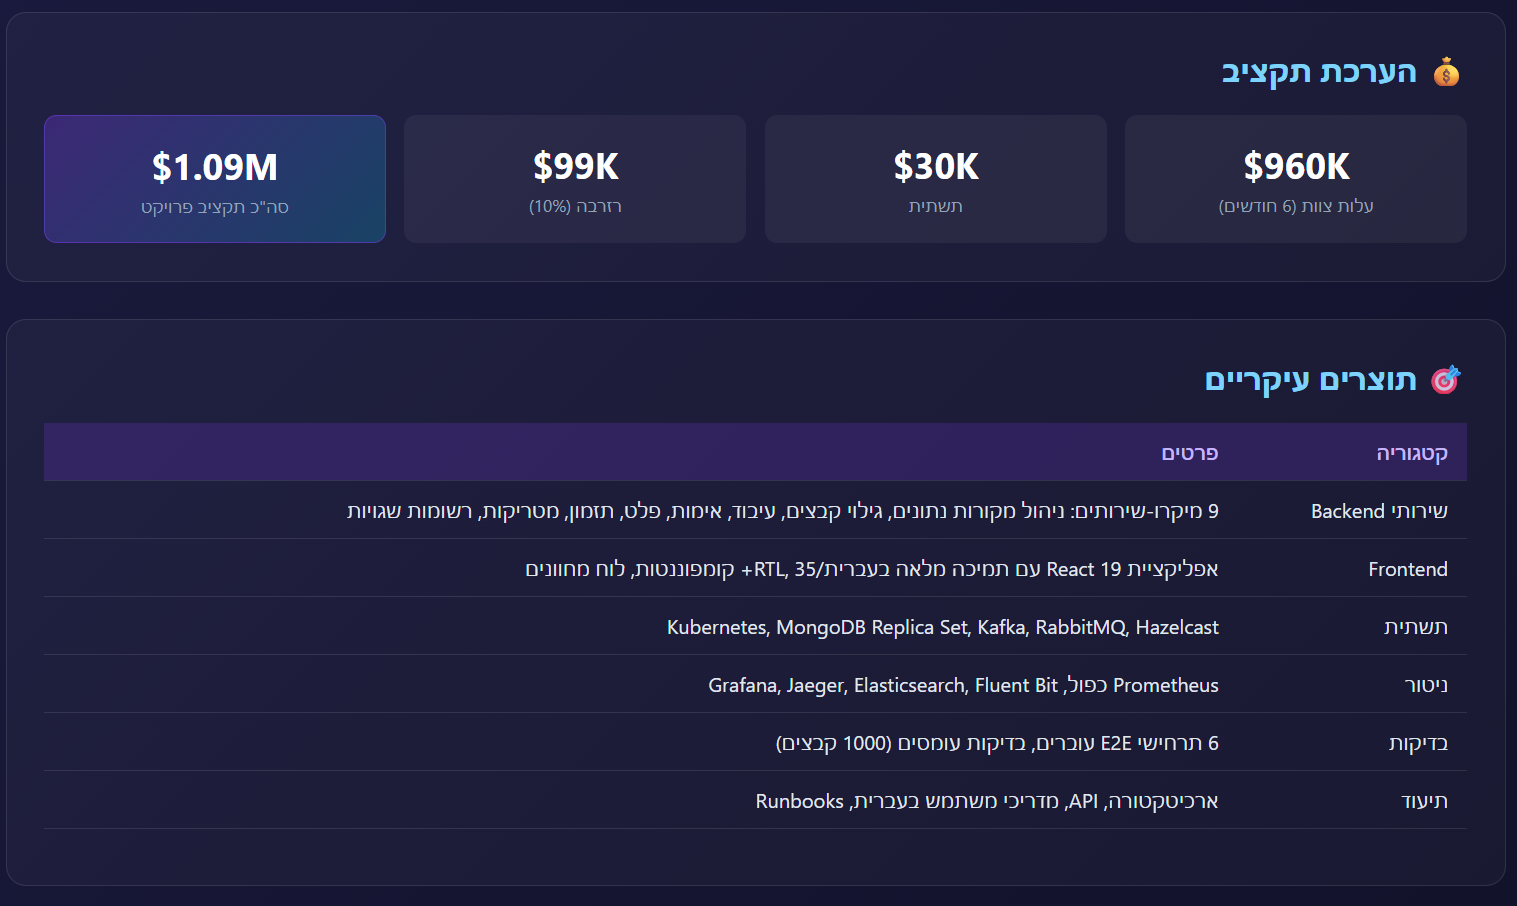 💰 הערכת תקציב
$960K
עלות צוות (6 חודשים)
$30K
תשתית
$99K
רזרבה (10%)
$1.09M
סה"כ תקציב פרויקט
🎯 תוצרים עיקריים
קטגוריה פרטים
שירותי Backend 9 מיקרו-שירותים: ניהול מקורות נתונים, גילוי קבצים, עיבוד, אימות, פלט, תזמון, מטריקות, רשומות שגויות
Frontend אפליקציית React 19 עם תמיכה מלאה בעברית/RTL, 35+ קומפוננטות, לוח מחוונים
תשתית Kubernetes, MongoDB Replica Set, Kafka, RabbitMQ, Hazelcast
ניטור Prometheus כפול, Grafana, Jaeger, Elasticsearch, Fluent Bit
בדיקות 6 תרחישי E2E עוברים, בדיקות עומסים (1000 קבצים)
תיעוד ארכיטקטורה, API, מדריכי משתמש בעברית, Runbooks